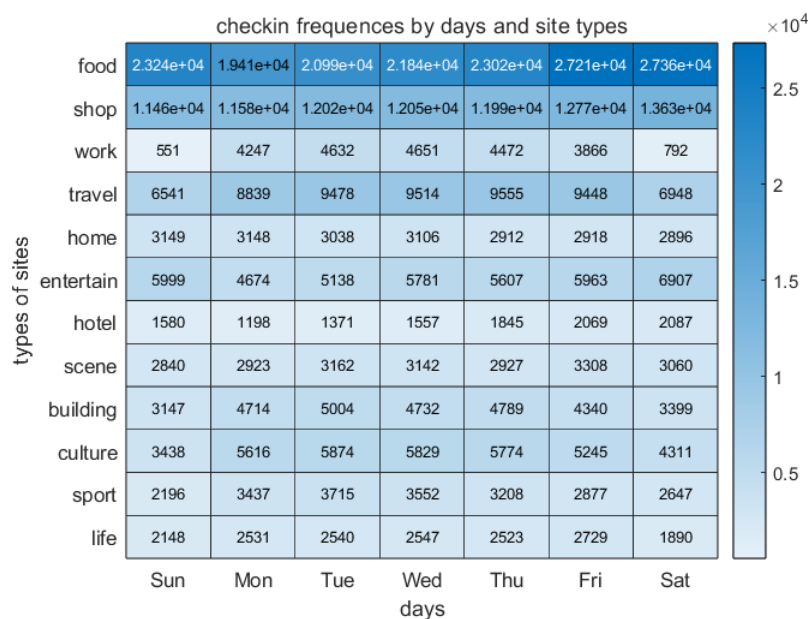 checkin frequences by days and site types
×10^4
food 2.324e+04 1.941e+04 2.099e+04 2.184e+04 2.302e+04 2.721e+04 2.736e+04
shop 1.146e+04 1.158e+04 1.202e+04 1.205e+04 1.199e+04 1.277e+04 1.363e+04
work 551 4247 4632 4651 4472 3866 792
travel 6541 8839 9478 9514 9555 9448 6948
home 3149 3148 3038 3106 2912 2918 2896
entertain 5999 4674 5138 5781 5607 5963 6907
hotel 1580 1198 1371 1557 1845 2069 2087
scene 2840 2923 3162 3142 2927 3308 3060
building 3147 4714 5004 4732 4789 4340 3399
culture 3438 5616 5874 5829 5774 5245 4311
sport 2196 3437 3715 3552 3208 2877 2647
life 2148 2531 2540 2547 2523 2729 1890
Sun Mon Tue Wed Thu Fri Sat
days
types of sites
2.5
2
1.5
1
0.5